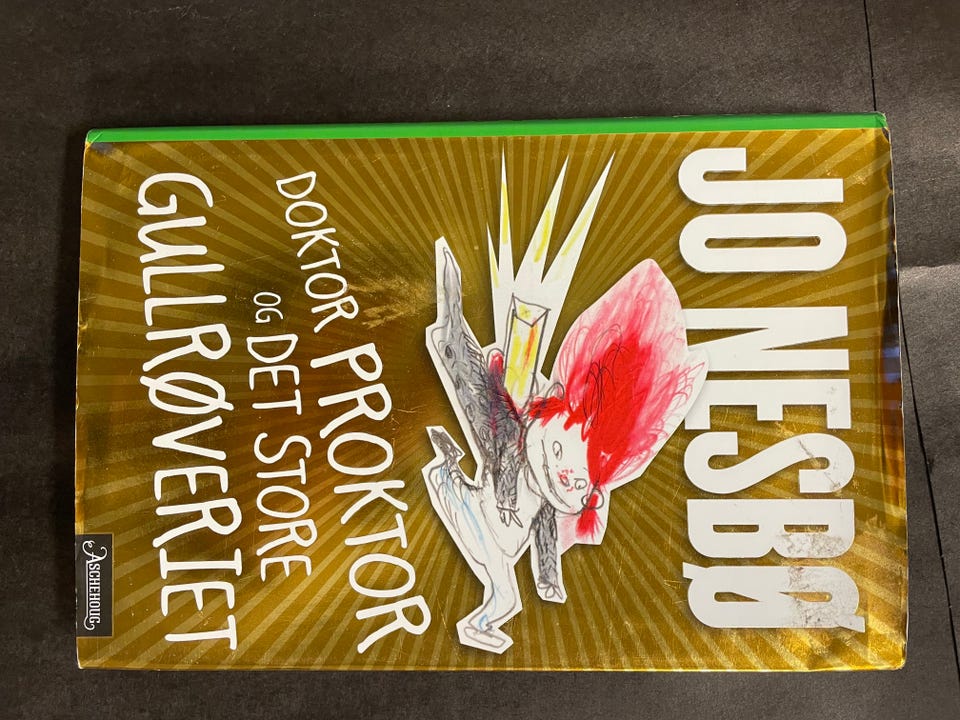 JO NESBØ
DOKTOR PROKTOR
OG DET STORE
GULLRØVERIET
ASCHEHOUG